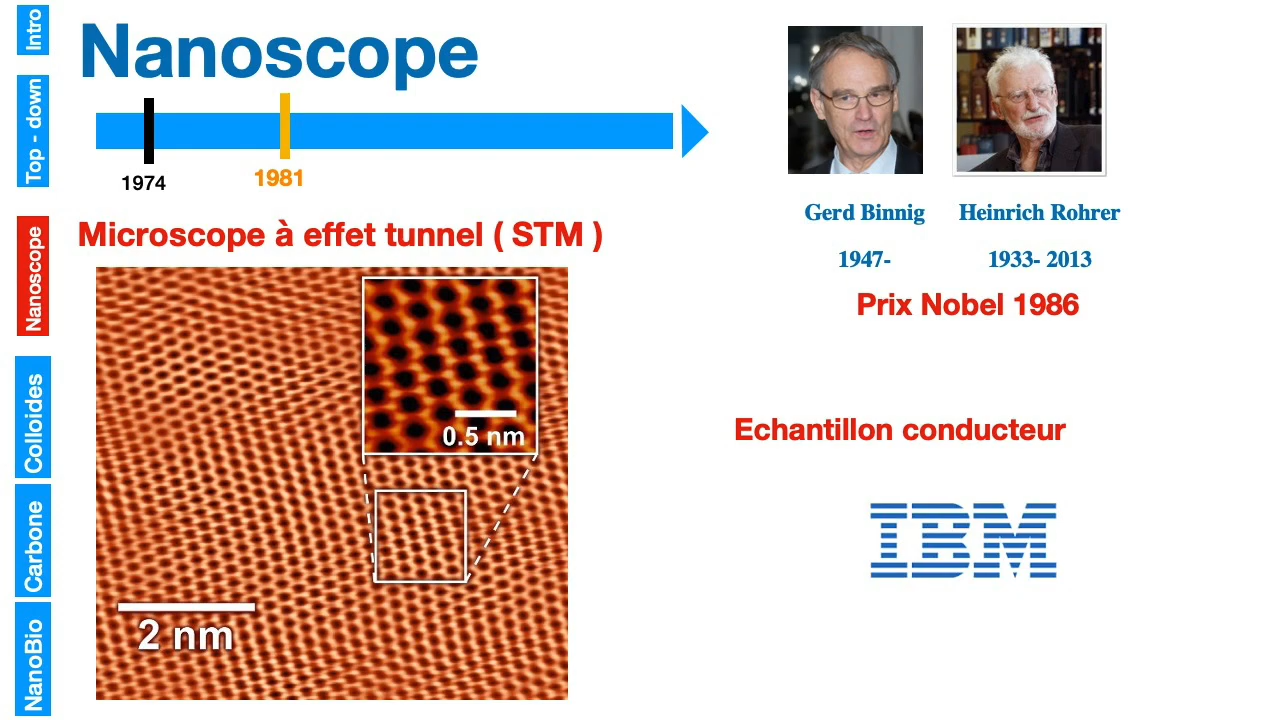 Intro
Top - down
Nanoscope
Colloides
Carbone
NanoBio
Nanoscope
1974
1981
Microscope à effet tunnel ( STM )
0.5 nm
2 nm
Gerd Binnig
1947-
Heinrich Rohrer
1933- 2013
Prix Nobel 1986
Echantillon conducteur
IBM